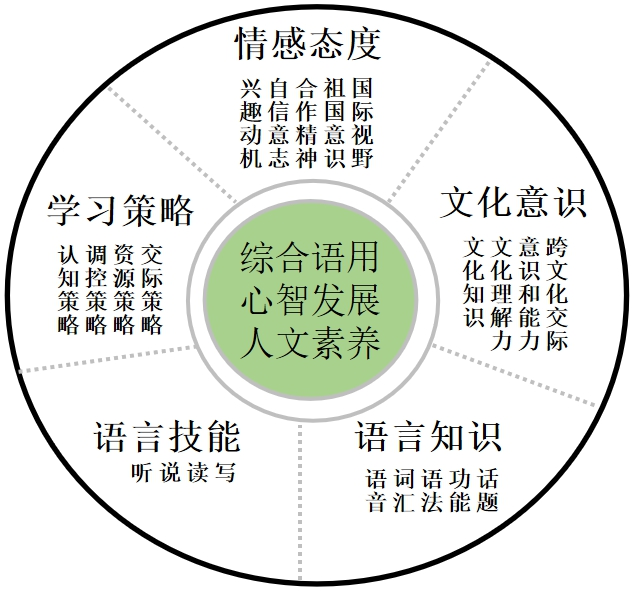 情感态度
兴趣动机
自信意志
合作精神
祖国意识
国际视野
文化意识
文化知识
文化理解力
意识和能力
跨文化交际
学习策略
认知策略
调控策略
资源策略
交际策略
综合语用
心智发展
人文素养
语言技能
听说读写
语言知识
语音
词汇
语法
功能
话题